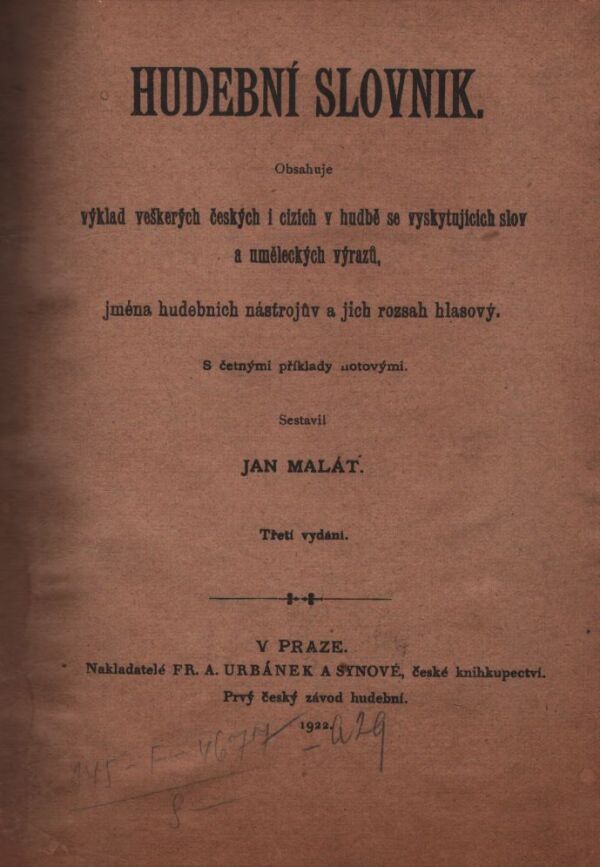 HUDEBNÍ SLOVNIK.
Obsahuje
výklad veškerých českých i cizích v hudbě se vyskytujících slov
a uměleckých výrazů,
jména hudebních nástrojův a jich rozsah hlasový.
S četnými příklady notovými.
Sestavil
JAN MALÁT.
Třetí vydání.
V PRAZE.
Nakladatelé FR. A. URBÁNEK A SYNOVÉ, české knihkupectví.
Prvý český závod hudební.
1922.